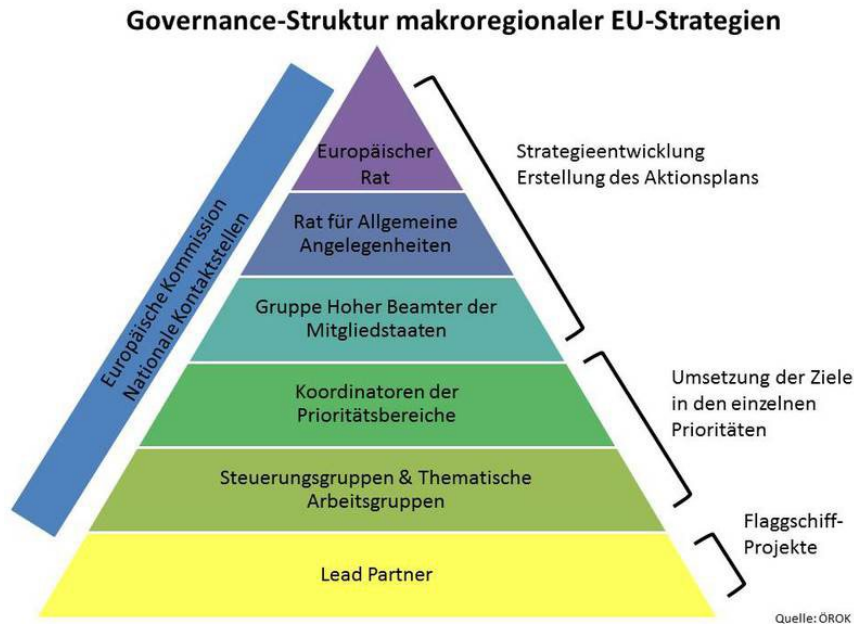 Governance-Struktur makroregionaler EU-Strategien
Europäische Kommission
Nationale Kontaktstellen
Europäischer
Rat
Rat für Allgemeine
Angelegenheiten
Gruppe Hoher Beamter der
Mitgliedstaaten
Koordinatoren der
Prioritätsbereiche
Steuerungsgruppen & Thematische
Arbeitsgruppen
Lead Partner
Strategieentwicklung
Erstellung des Aktionsplans
Umsetzung der Ziele
in den einzelnen
Prioritäten
Flaggschiff-
Projekte
Quelle: ÖROK